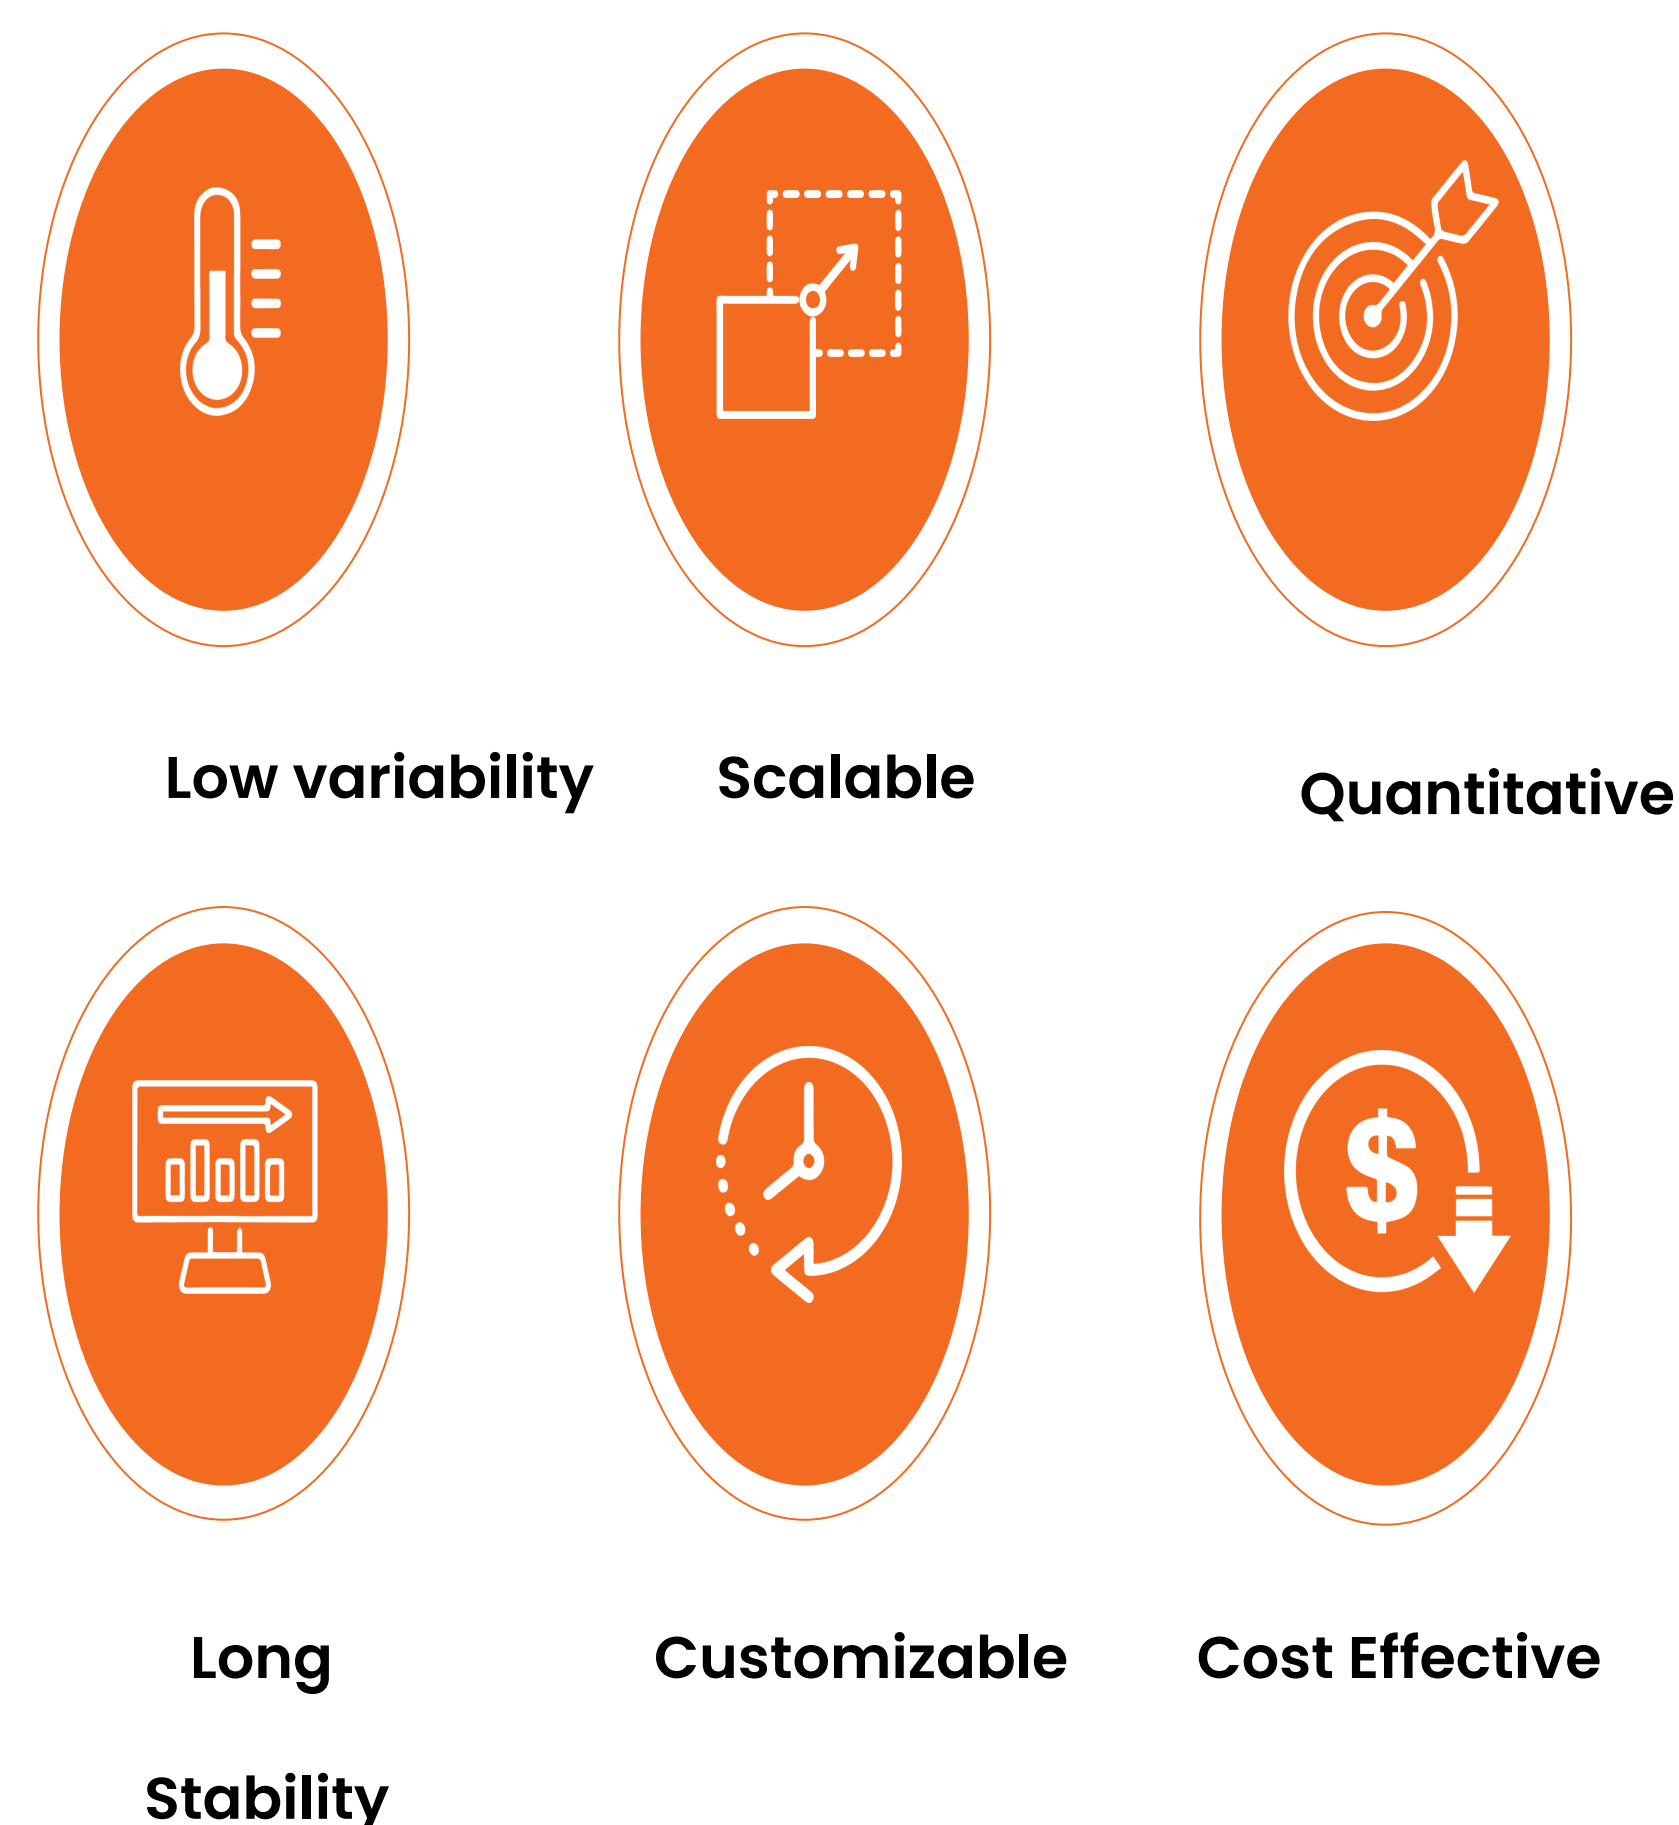 Low variability
Scalable
Quantitative
$
Long
Stability
Customizable
Cost Effective